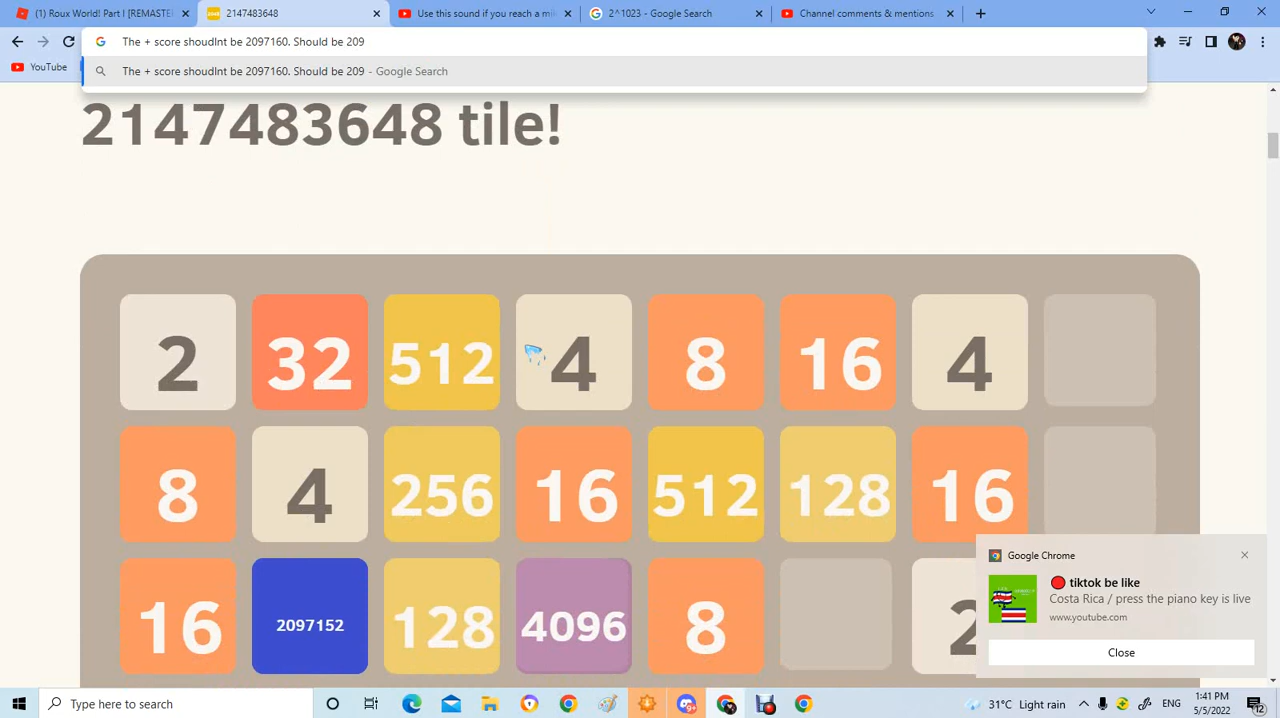 (1) Roux World! Part I [REMASTE
2147483648
Use this sound if you reach a mil
2^1023 - Google Search
Channel comments & mentions
The + score shoudlnt be 2097160. Should be 209
YouTube
The + score shoudlnt be 2097160. Should be 209 - Google Search
2147483648 tile!
2 32 512 4 8 16 4
8 4 256 16 512 128 16
16 2097152 128 4096 8 2
Google Chrome
tiktok be like
Costa Rica / press the piano key is live
www.youtube.com
Close
Type here to search
9+
31°C Light rain
ENG
1:41 PM
5/5/2022
12